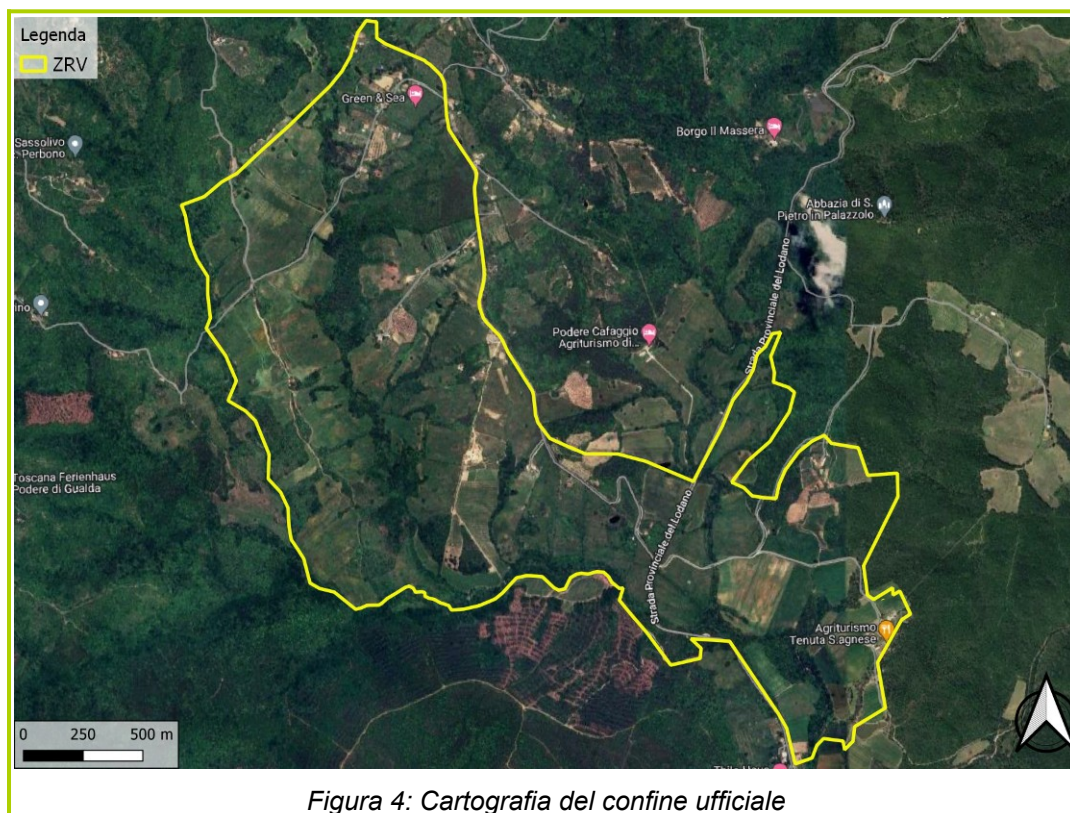 Legenda
ZRV
Green & Sea
Sassolivo
Perbono
Borgo Il Massera
Abbazia di S.
Pietro in Palazzolo
Strada Provinciale del Lodano
ino
Podere Cafaggio
Agriturismo di...
Toscana Ferienhaus
Podere di Gualda
Strada Provinciale del Lodano
Agriturismo
Tenuta S.agnese
0 250 500 m
Figura 4: Cartografia del confine ufficiale